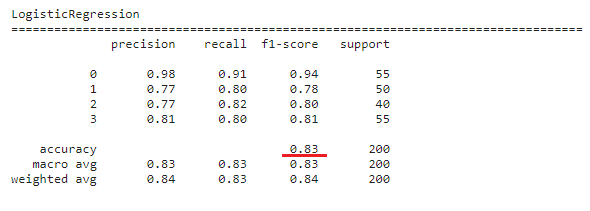 LogisticRegression
================================================================================
precision recall f1-score support
0 0.98 0.91 0.94 55
1 0.77 0.80 0.78 50
2 0.77 0.82 0.80 40
3 0.81 0.80 0.81 55
accuracy 0.83 200
macro avg 0.83 0.83 0.83 200
weighted avg 0.84 0.83 0.84 200